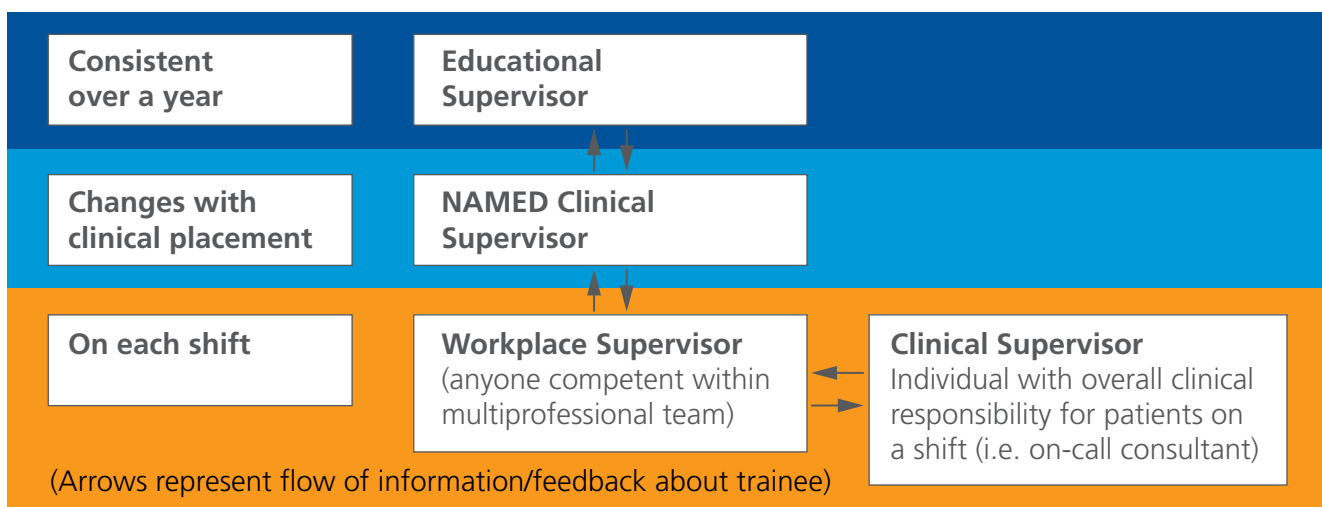 Consistent
over a year
Educational
Supervisor
Changes with
clinical placement
NAMED Clinical
Supervisor
On each shift
Workplace Supervisor
(anyone competent within
multiprofessional team)
Clinical Supervisor
Individual with overall clinical
responsibility for patients on
a shift (i.e. on-call consultant)
(Arrows represent flow of information/feedback about trainee)